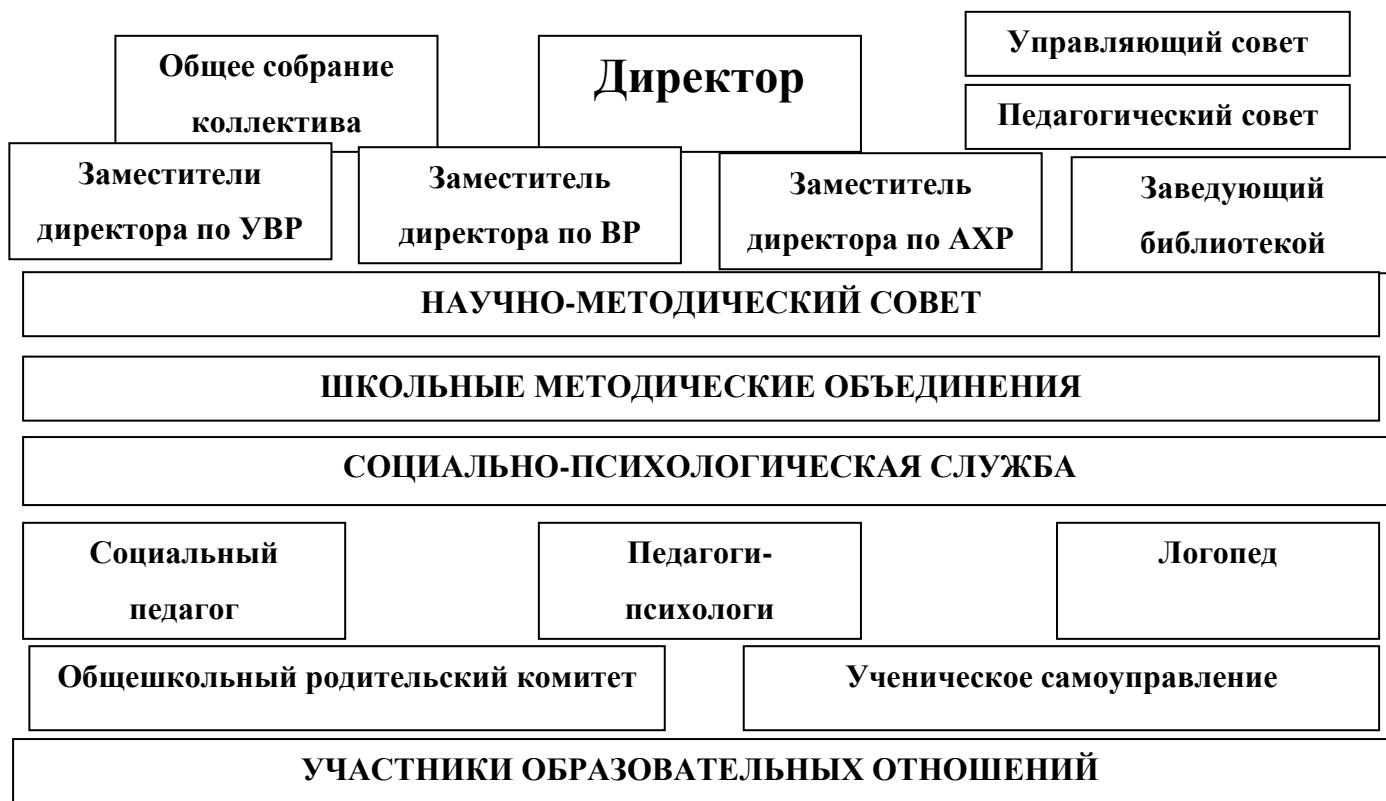 Общее собрание
коллектива
Директор
Управляющий совет
Педагогический совет
Заместители
директора по УВР
Заместитель
директора по ВР
Заместитель
директора по АХР
Заведующий
библиотекой
НАУЧНО-МЕТОДИЧЕСКИЙ СОВЕТ
ШКОЛЬНЫЕ МЕТОДИЧЕСКИЕ ОБЪЕДИНЕНИЯ
СОЦИАЛЬНО-ПСИХОЛОГИЧЕСКАЯ СЛУЖБА
Социальный
педагог
Педагоги-
психологи
Логопед
Общешкольный родительский комитет
Ученическое самоуправление
УЧАСТНИКИ ОБРАЗОВАТЕЛЬНЫХ ОТНОШЕНИЙ